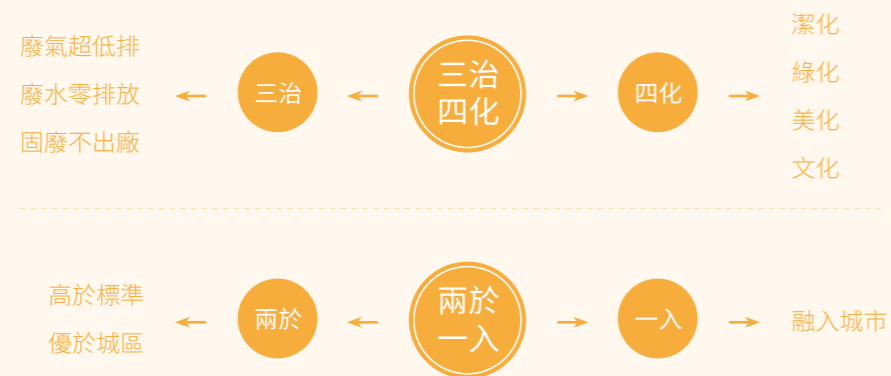 廢氣超低排
廢水零排放
固廢不出廠
三治
三治
四化
四化
潔化
綠化
美化
文化
高於標準
優於城區
兩於
兩於
一入
一入
融入城市